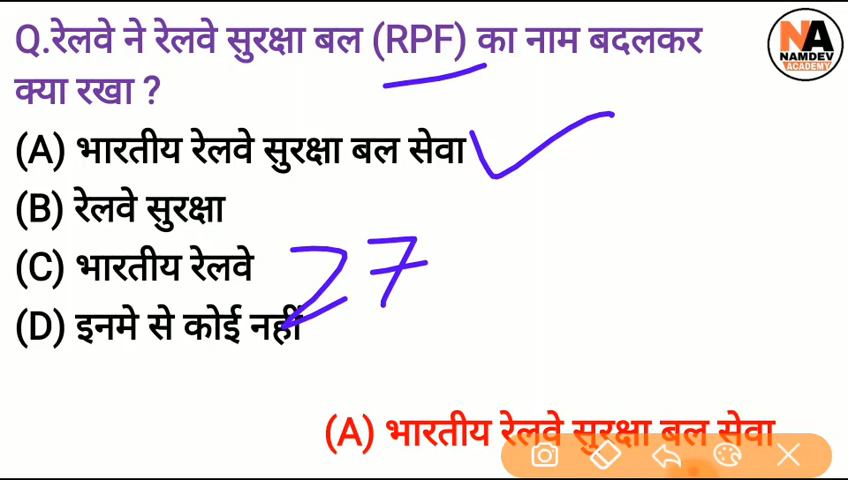 Q.रेलवे ने रेलवे सुरक्षा बल (RPF) का नाम बदलकर
क्या रखा ?
NA
NAMDEV
ACADEMY
(A) भारतीय रेलवे सुरक्षा बल सेवा
(B) रेलवे सुरक्षा
(C) भारतीय रेलवे
27
(D) इनमे से कोई नहीं
(A) भारतीय रेलवे सुरक्षा बल सेवा